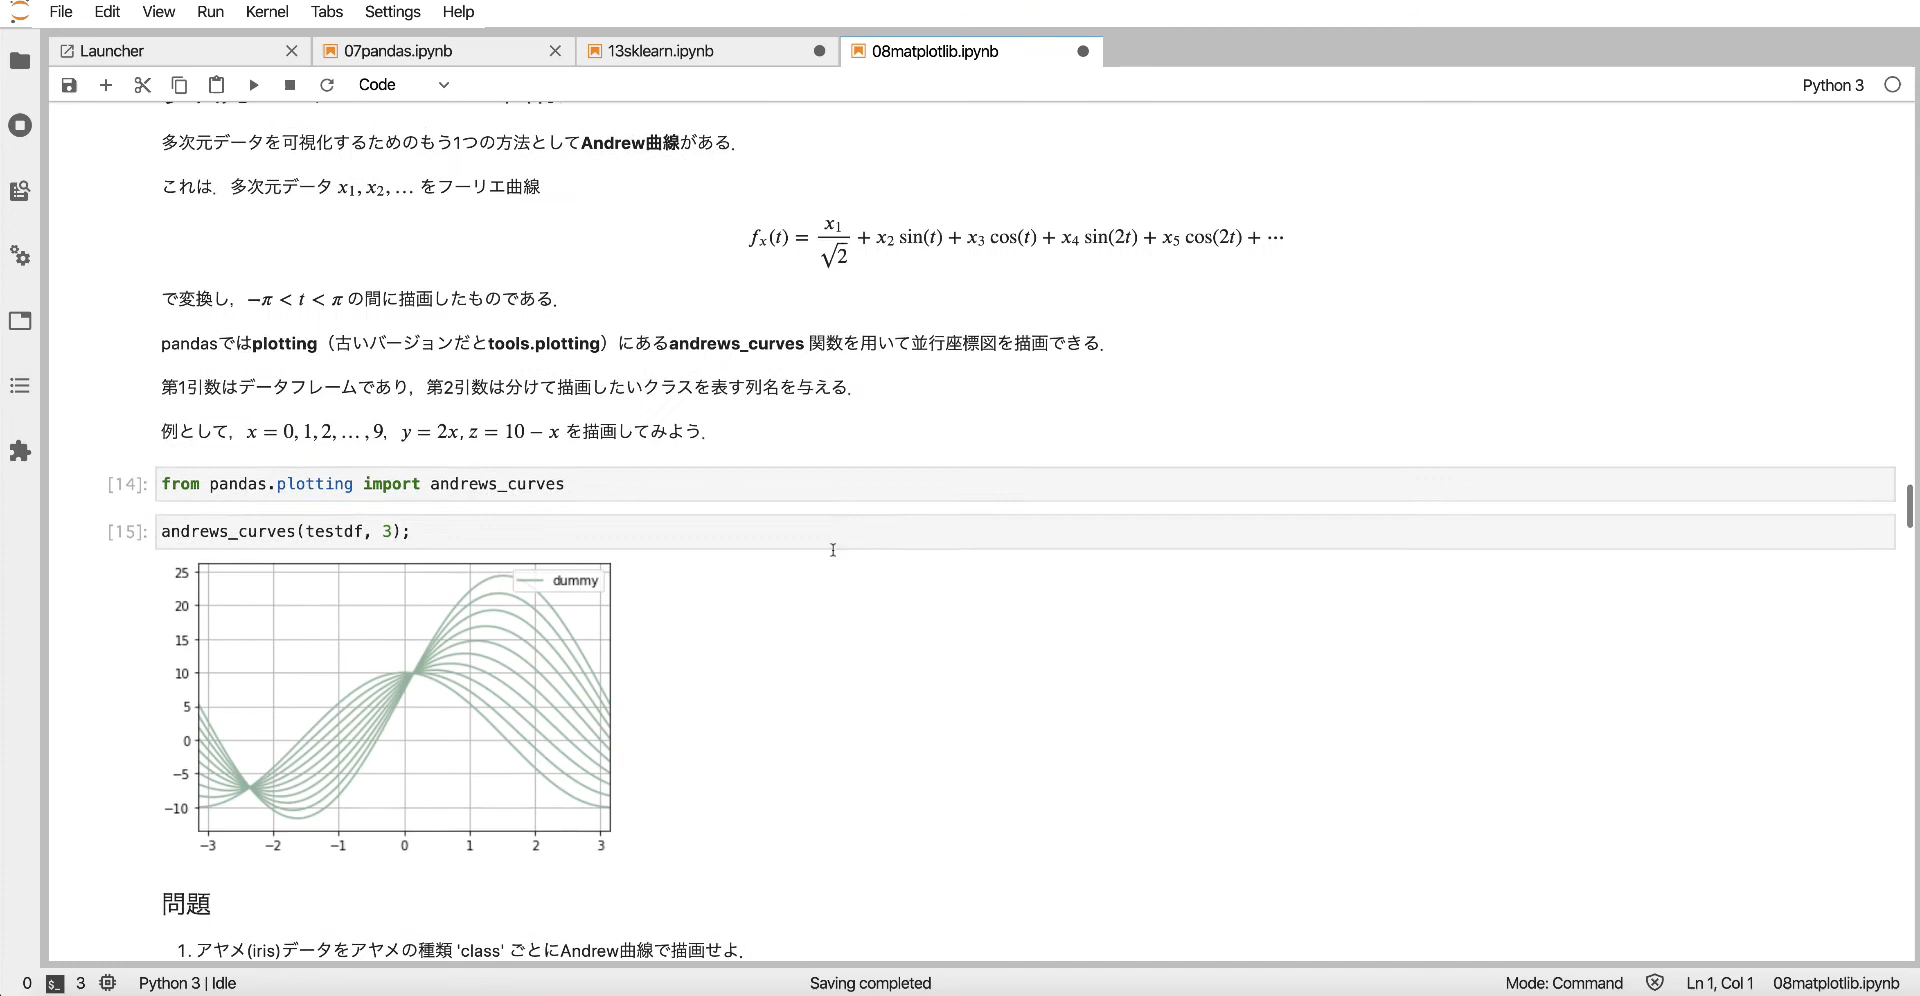 File Edit View Run Kernel Tabs Settings Help
Launcher 07pandas.ipynb 13sklearn.ipynb 08matplotlib.ipynb
Code Python 3
多次元データを可視化するためのもう1つの方法としてAndrew曲線がある．
これは．多次元データ x₁, x₂, … をフーリエ曲線
fₓ(t) = x₁/√2 + x₂ sin(t) + x₃ cos(t) + x₄ sin(2t) + x₅ cos(2t) + ⋯
で変換し，−π < t < π の間に描画したものである．
pandasではplotting（古いバージョンだとtools.plotting）にあるandrews_curves 関数を用いて並行座標図を描画できる．
第1引数はデータフレームであり，第2引数は分けて描画したいクラスを表す列名を与える．
例として，x = 0, 1, 2, …, 9, y = 2x, z = 10 − x を描画してみよう．
[14]: from pandas.plotting import andrews_curves
[15]: andrews_curves(testdf, 3);
dummy
25
20
15
10
5
0
−5
−10
−3 −2 −1 0 1 2 3
問題
1. アヤメ(iris)データをアヤメの種類 'class' ごとにAndrew曲線で描画せよ．
0 $_ 3 Python 3 | Idle Saving completed Mode: Command Ln 1, Col 1 08matplotlib.ipynb